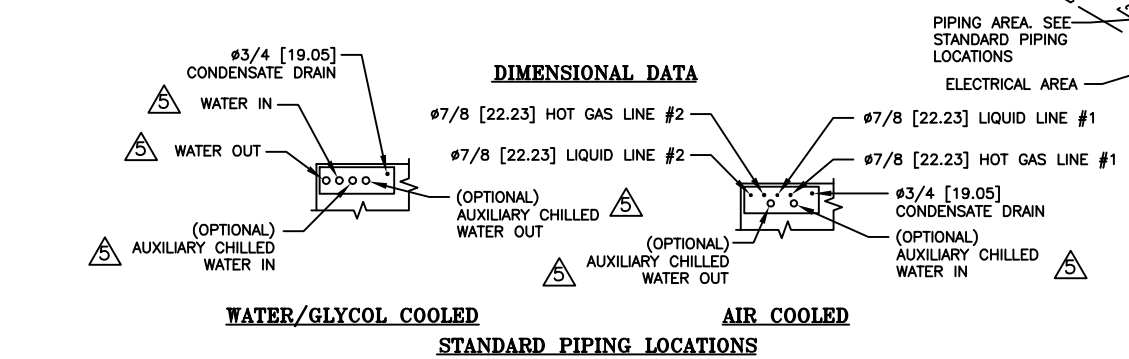 PIPING AREA. SEE
STANDARD PIPING
LOCATIONS
ELECTRICAL AREA
DIMENSIONAL DATA
ø3/4 [19.05]
CONDENSATE DRAIN
5
WATER IN
5
WATER OUT
(OPTIONAL)
AUXILIARY CHILLED
WATER OUT
5
(OPTIONAL)
AUXILIARY CHILLED
WATER IN
5
WATER/GLYCOL COOLED
ø7/8 [22.23] HOT GAS LINE #2
ø7/8 [22.23] LIQUID LINE #1
ø7/8 [22.23] LIQUID LINE #2
ø7/8 [22.23] HOT GAS LINE #1
ø3/4 [19.05]
CONDENSATE DRAIN
(OPTIONAL)
AUXILIARY CHILLED
WATER OUT
5
(OPTIONAL)
AUXILIARY CHILLED
WATER IN
5
AIR COOLED
STANDARD PIPING LOCATIONS